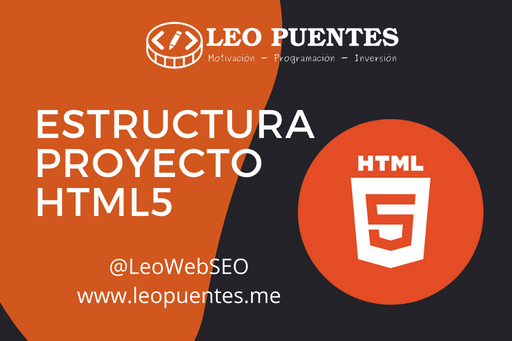 LEO PUENTES
Motivación – Programación – Inversión
ESTRUCTURA
PROYECTO
HTML5
HTML
5
@LeoWebSEO
www.leopuentes.me